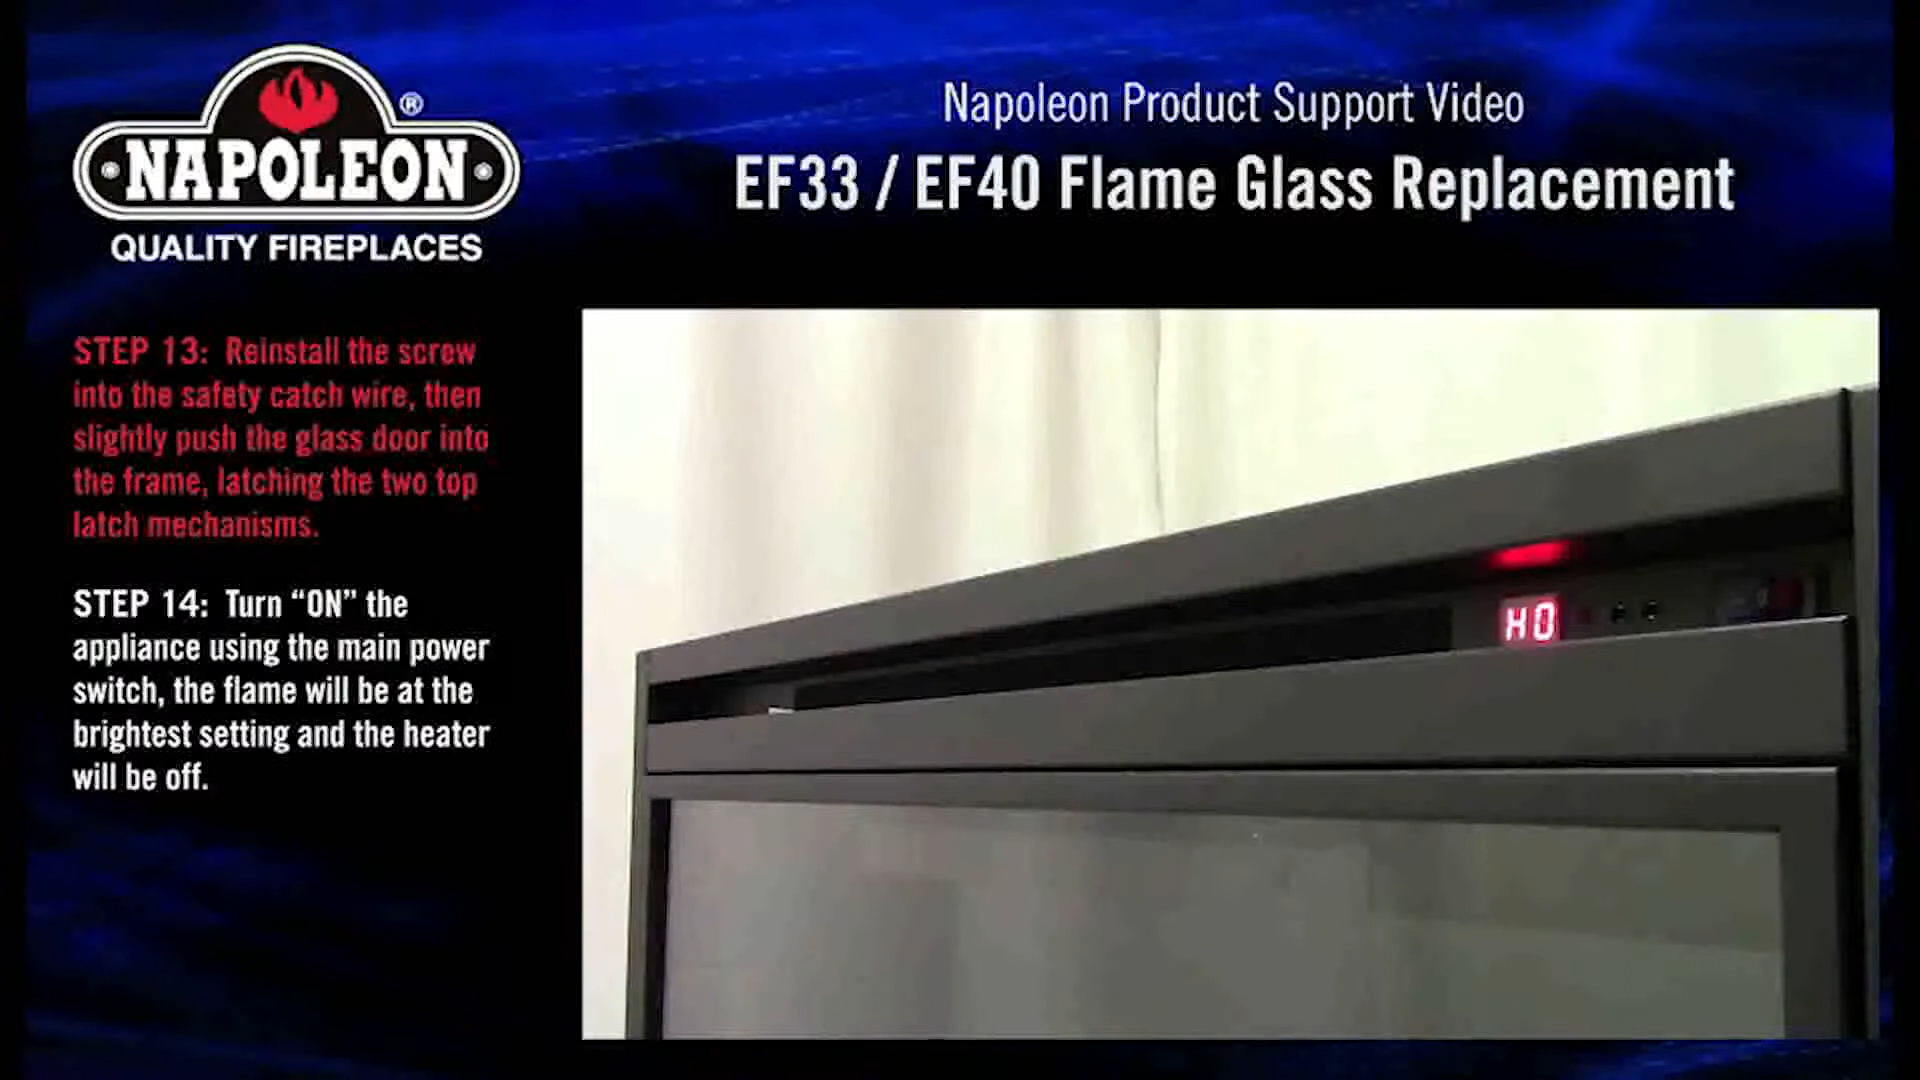 ®
NAPOLEON
QUALITY FIREPLACES
Napoleon Product Support Video
EF33 / EF40 Flame Glass Replacement
STEP 13: Reinstall the screw
into the safety catch wire, then
slightly push the glass door into
the frame, latching the two top
latch mechanisms.
STEP 14: Turn “ON” the
appliance using the main power
switch, the flame will be at the
brightest setting and the heater
will be off.
H0